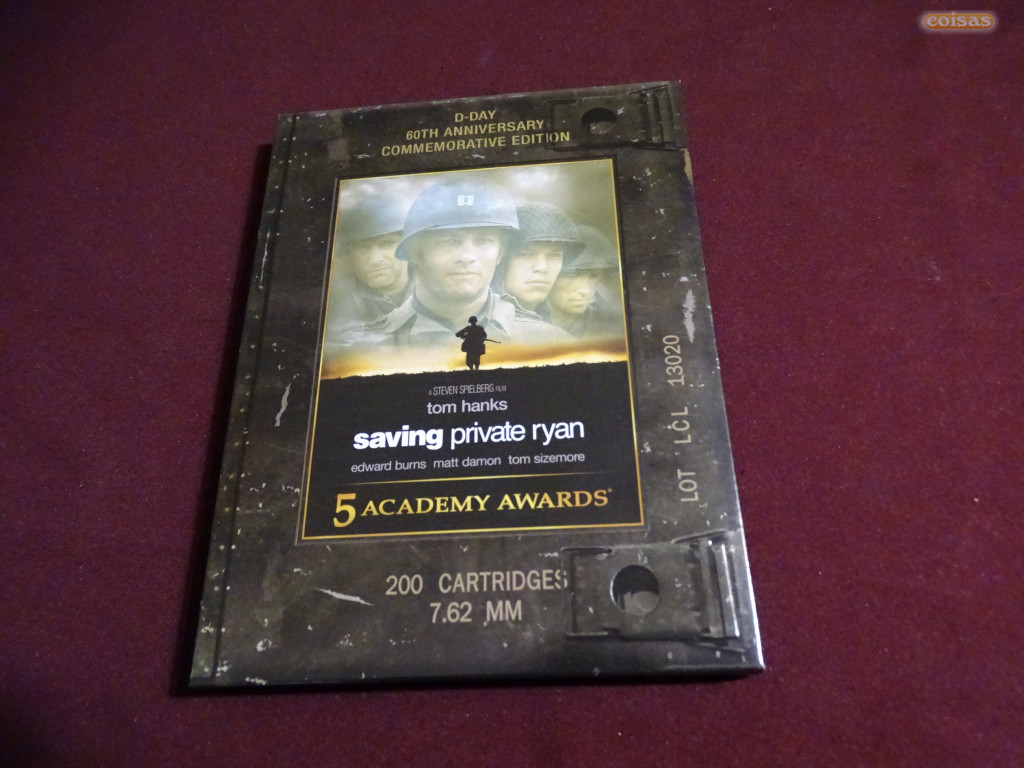 coisas
D-DAY
60TH ANNIVERSARY
COMMEMORATIVE EDITION
A STEVEN SPIELBERG FILM
tom hanks
saving private ryan
edward burns matt damon tom sizemore
5 ACADEMY AWARDS®
LOT LCL 13020
200 CARTRIDGES
7.62 MM